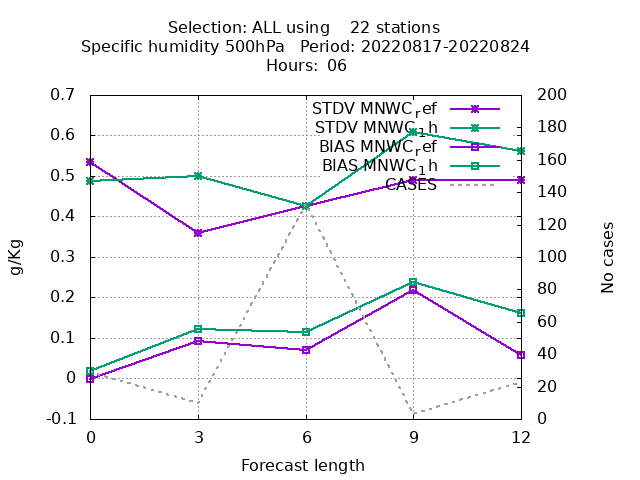 Selection: ALL using    22 stations
Specific humidity 500hPa   Period: 20220817-20220824
Hours:  06
STDV MNWC_ref
STDV MNWC_1h
BIAS MNWC_ref
BIAS MNWC_1h
CASES
0.7
0.6
0.5
0.4
0.3
0.2
0.1
0
-0.1
g/Kg
200
180
160
140
120
100
80
60
40
20
0
No cases
0 3 6 9 12
Forecast length